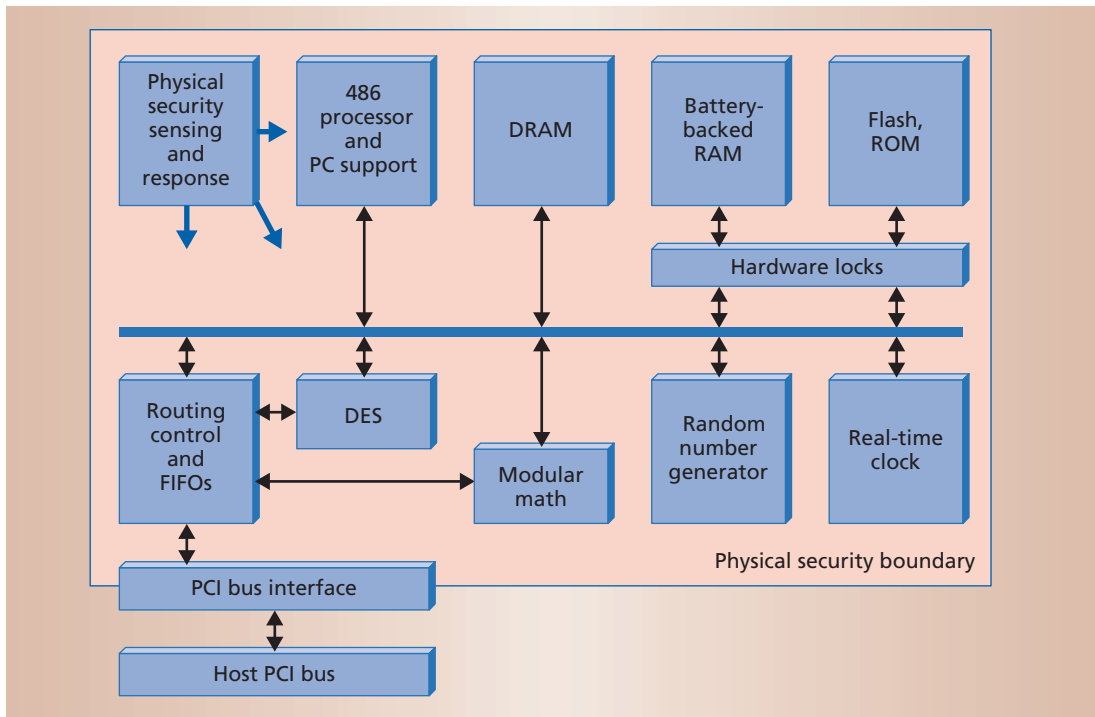 Physical
security
sensing
and
response
486
processor
and
PC support
DRAM
Battery-
backed
RAM
Flash,
ROM
Hardware locks
Routing
control
and
FIFOs
DES
Modular
math
Random
number
generator
Real-time
clock
Physical security boundary
PCI bus interface
Host PCI bus